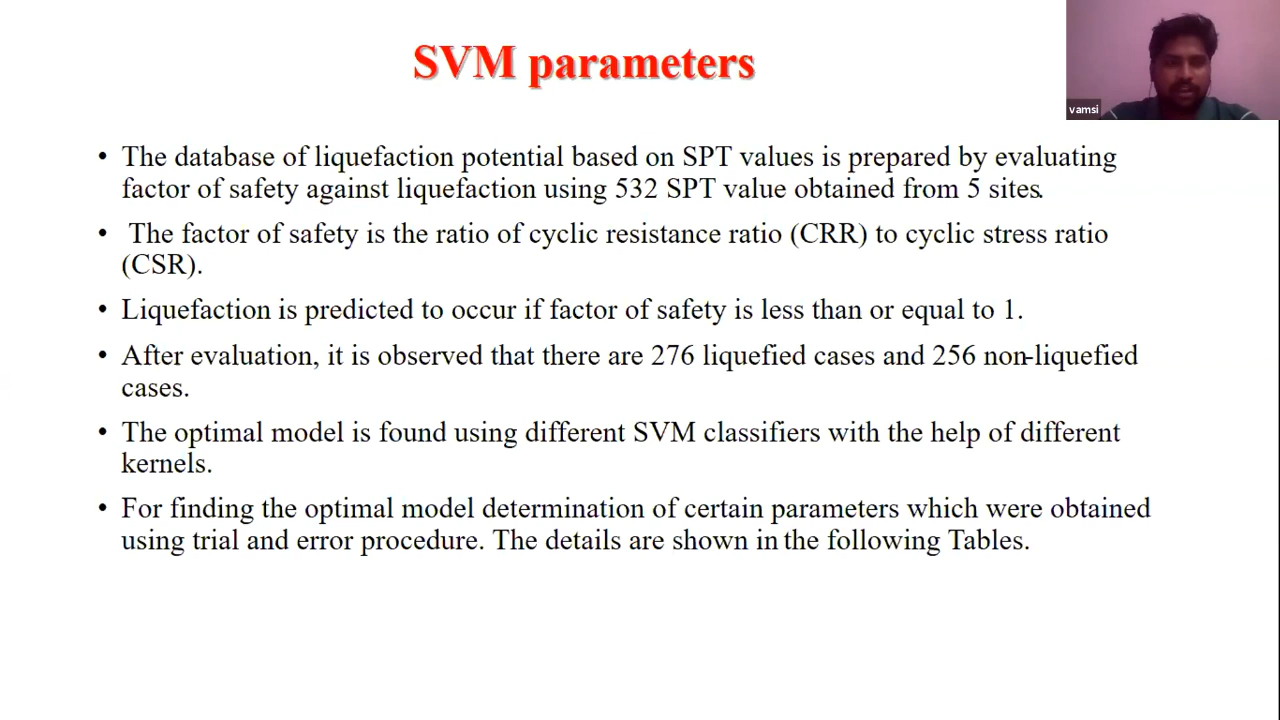 SVM parameters
vamsi
• The database of liquefaction potential based on SPT values is prepared by evaluating
factor of safety against liquefaction using 532 SPT value obtained from 5 sites.
• The factor of safety is the ratio of cyclic resistance ratio (CRR) to cyclic stress ratio
(CSR).
• Liquefaction is predicted to occur if factor of safety is less than or equal to 1.
• After evaluation, it is observed that there are 276 liquefied cases and 256 non-liquefied
cases.
• The optimal model is found using different SVM classifiers with the help of different
kernels.
• For finding the optimal model determination of certain parameters which were obtained
using trial and error procedure. The details are shown in the following Tables.